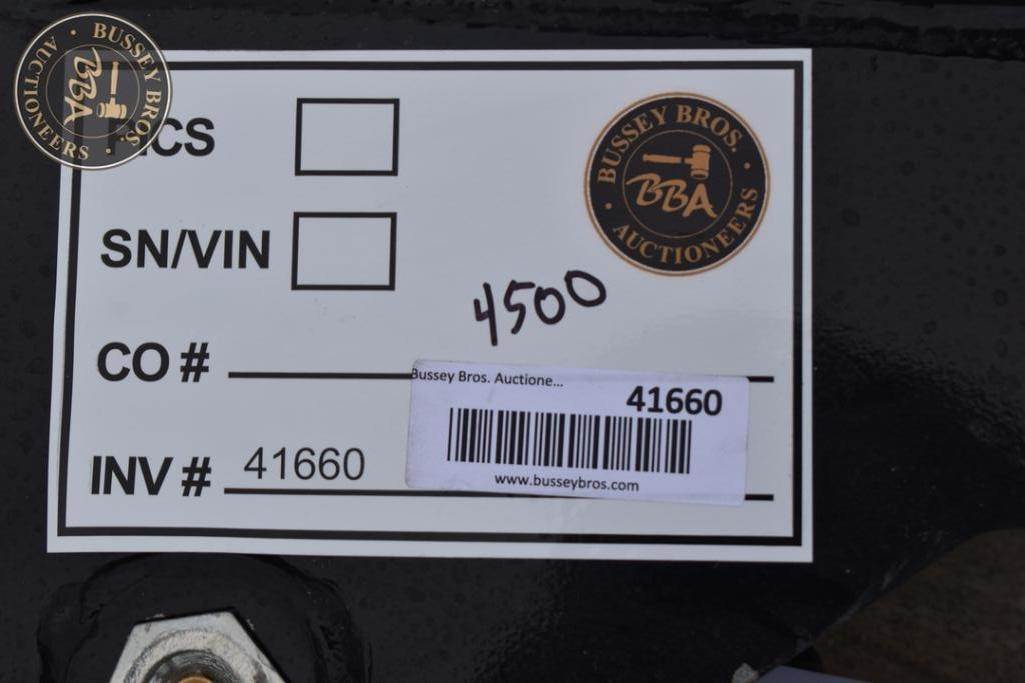 BUSSEY BROS.
BBA
AUCTIONEERS
PICS
BUSSEY BROS.
BBA
AUCTIONEERS
SN/VIN
4500
CO #
Bussey Bros. Auctione...
41660
INV # 41660
www.busseybros.com